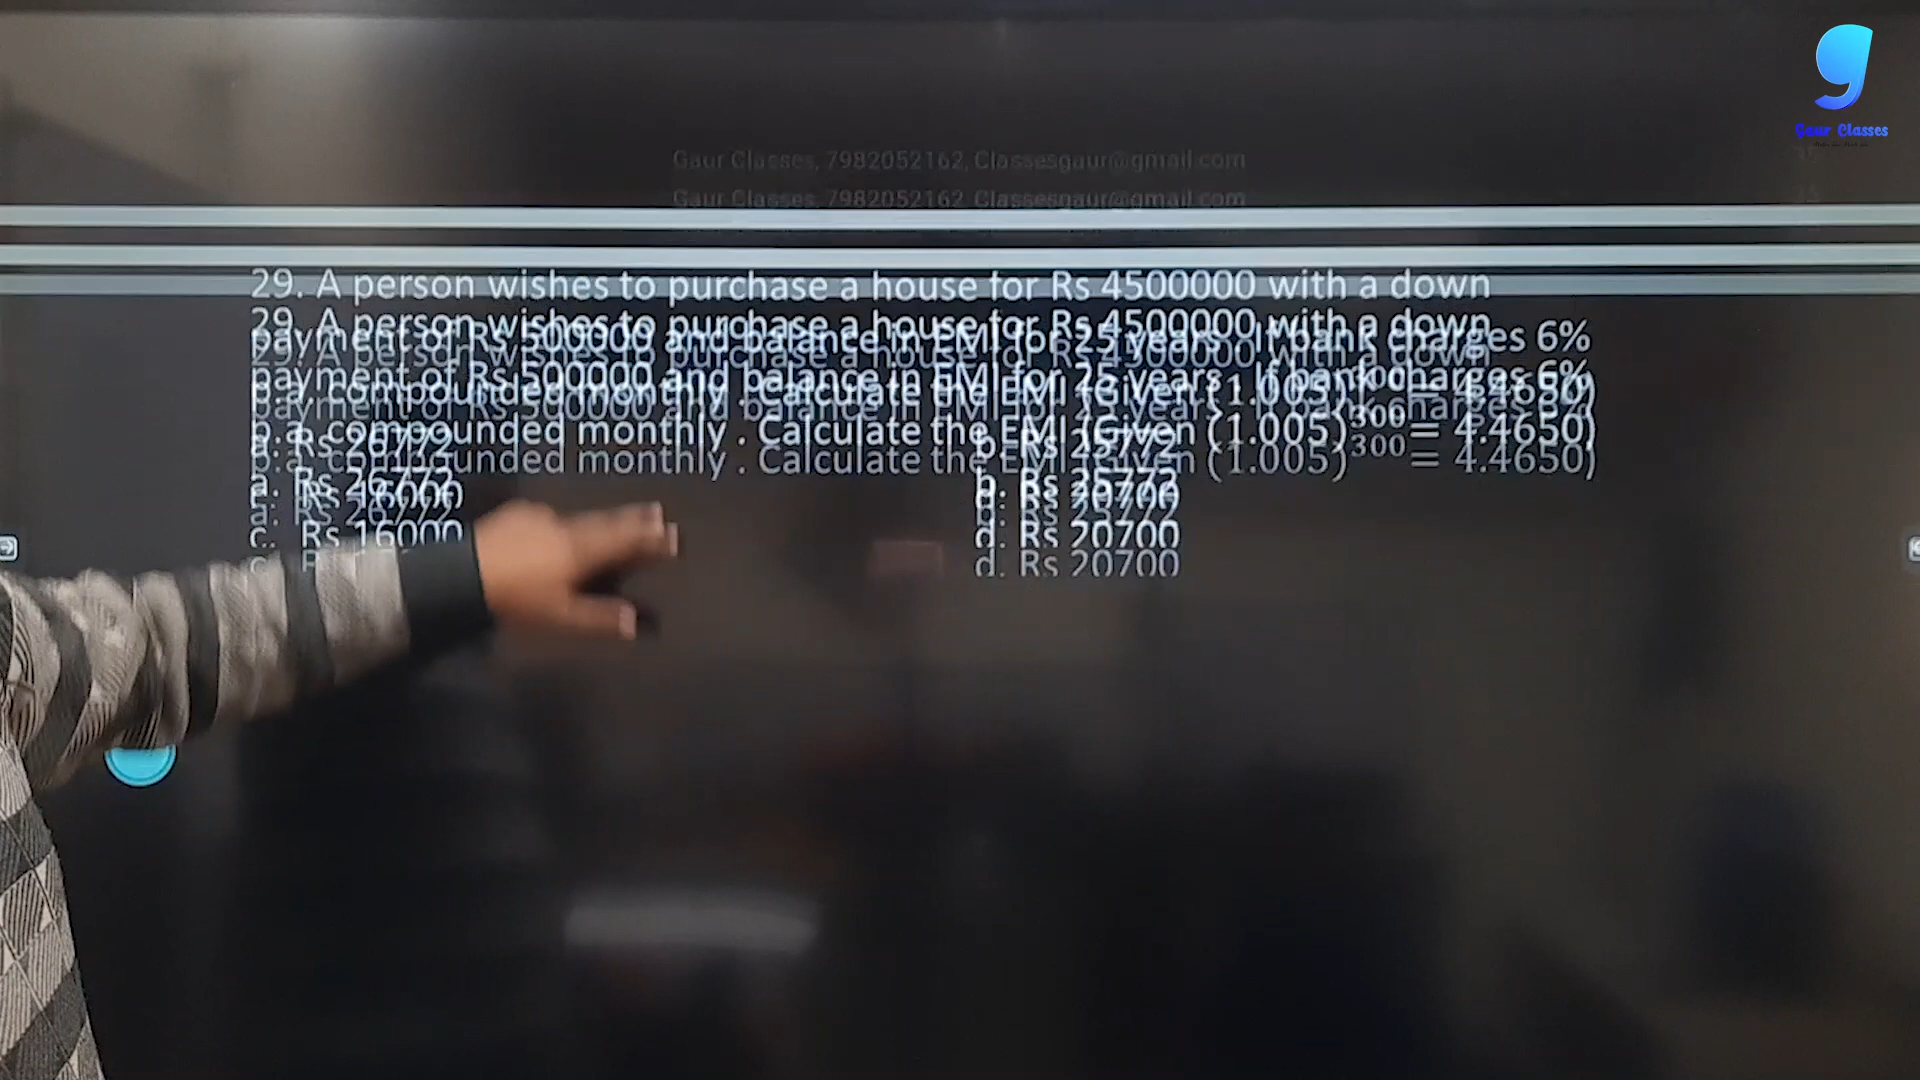 Gaur Classes
Gaur Classes, 7982052162, Classesgaur@gmail.com
Gaur Classes, 7982052162, Classesgaur@gmail.com
29. A person wishes to purchase a house for Rs 4500000 with a down
payment of Rs 500000 and balance in EMI for 25 years . If bank charges 6%
p.a. compounded monthly . Calculate the EMI (Given (1.005)³⁰⁰ = 4.4650)
a. Rs 26772 b. Rs 25772
c. Rs 16000 d. Rs 20700